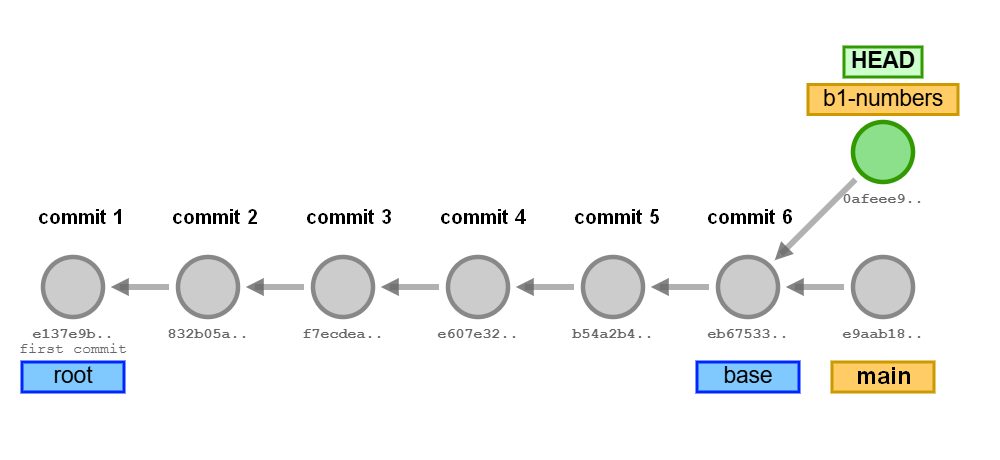 HEAD
b1-numbers
0afeee9..
commit 1 commit 2 commit 3 commit 4 commit 5 commit 6
e137e9b.. 832b05a.. f7ecdea.. e607e32.. b54a2b4.. eb67533.. e9aab18..
first commit
root base main